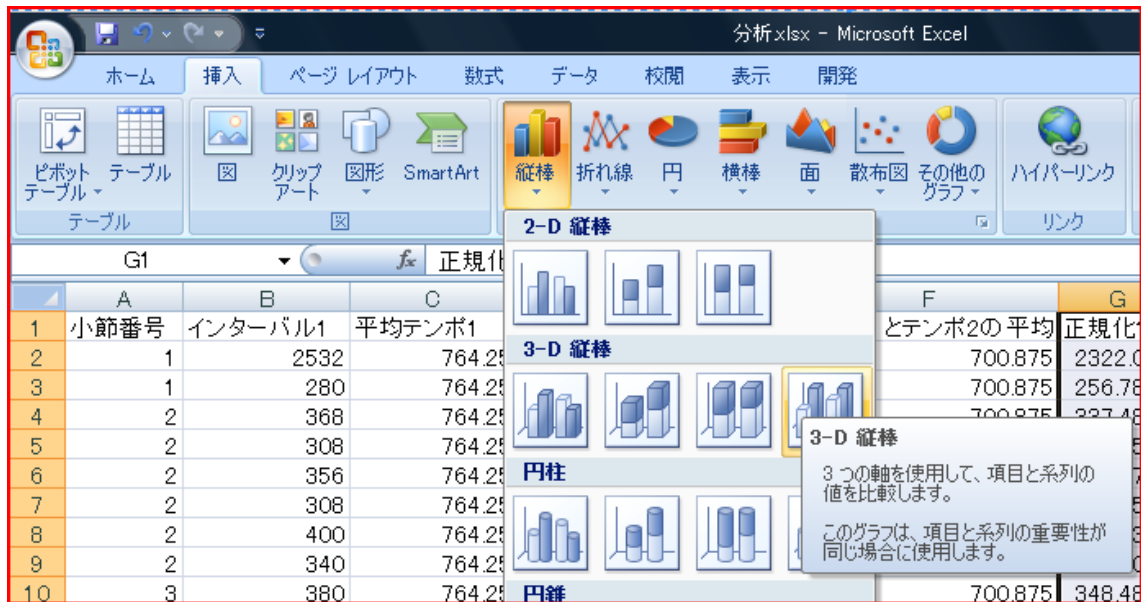 分析.xlsx - Microsoft Excel
ホーム 挿入 ページ レイアウト 数式 データ 校閲 表示 開発
ピボット
テーブル
テーブル
図
クリップ
アート
図形
SmartArt
縦棒
折れ線
円
横棒
面
散布図
その他の
グラフ
ハイパーリンク
テーブル
図
リンク
G1
fx
正規化
2-D 縦棒
3-D 縦棒
円柱
円錐
3-D 縦棒
3 つの軸を使用して、項目と系列の
値を比較します。
このグラフは、項目と系列の重要性が
同じ場合に使用します。
A B C F G
1 小節番号 インターバル1 平均テンポ1 とテンポ2の平均 正規化
2 1 2532 764.25 700.875 2322.0
3 1 280 764.25 700.875 256.78
4 2 368 764.25 700.875 337.48
5 2 308 764.25
6 2 356 764.25
7 2 308 764.25
8 2 400 764.25
9 2 340 764.25
10 3 380 764.25 700.875 348.48